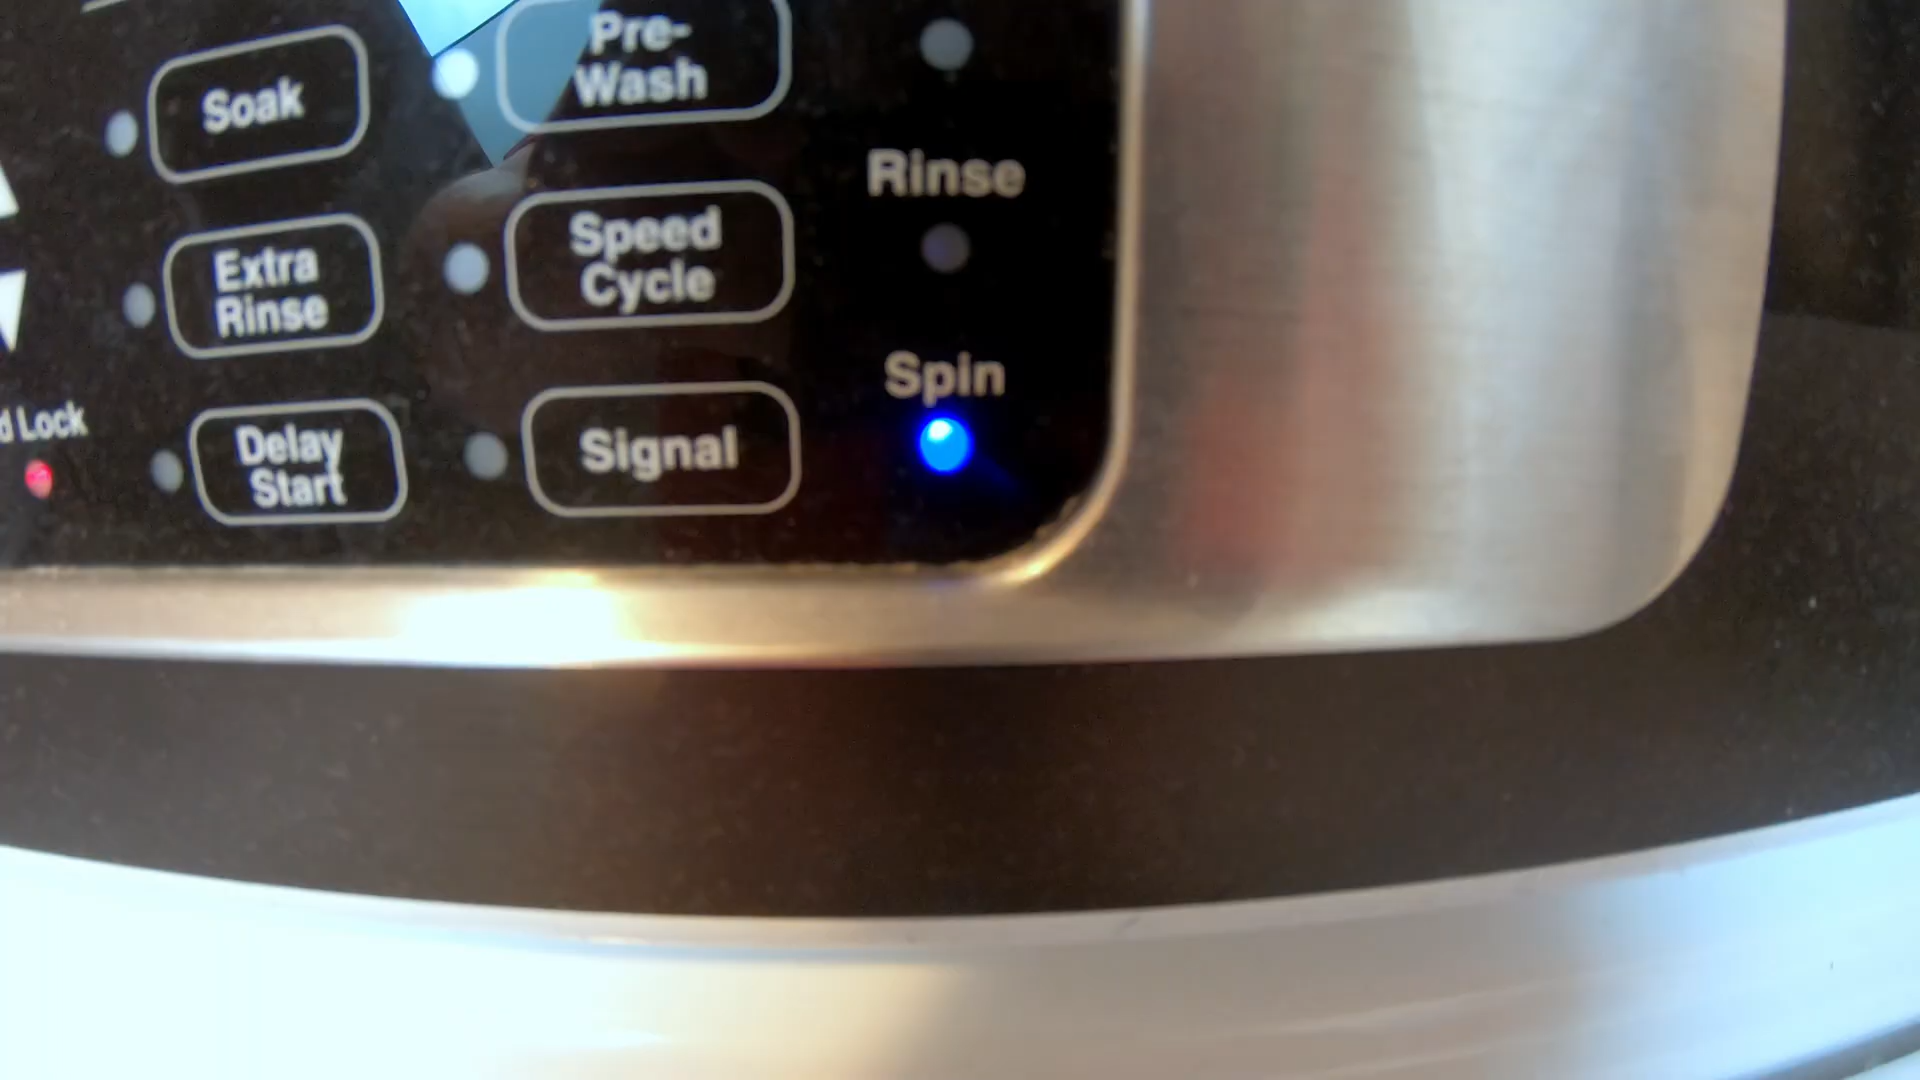 Soak
Pre-
Wash
Extra
Rinse
Speed
Cycle
Rinse
Lock
Delay
Start
Signal
Spin